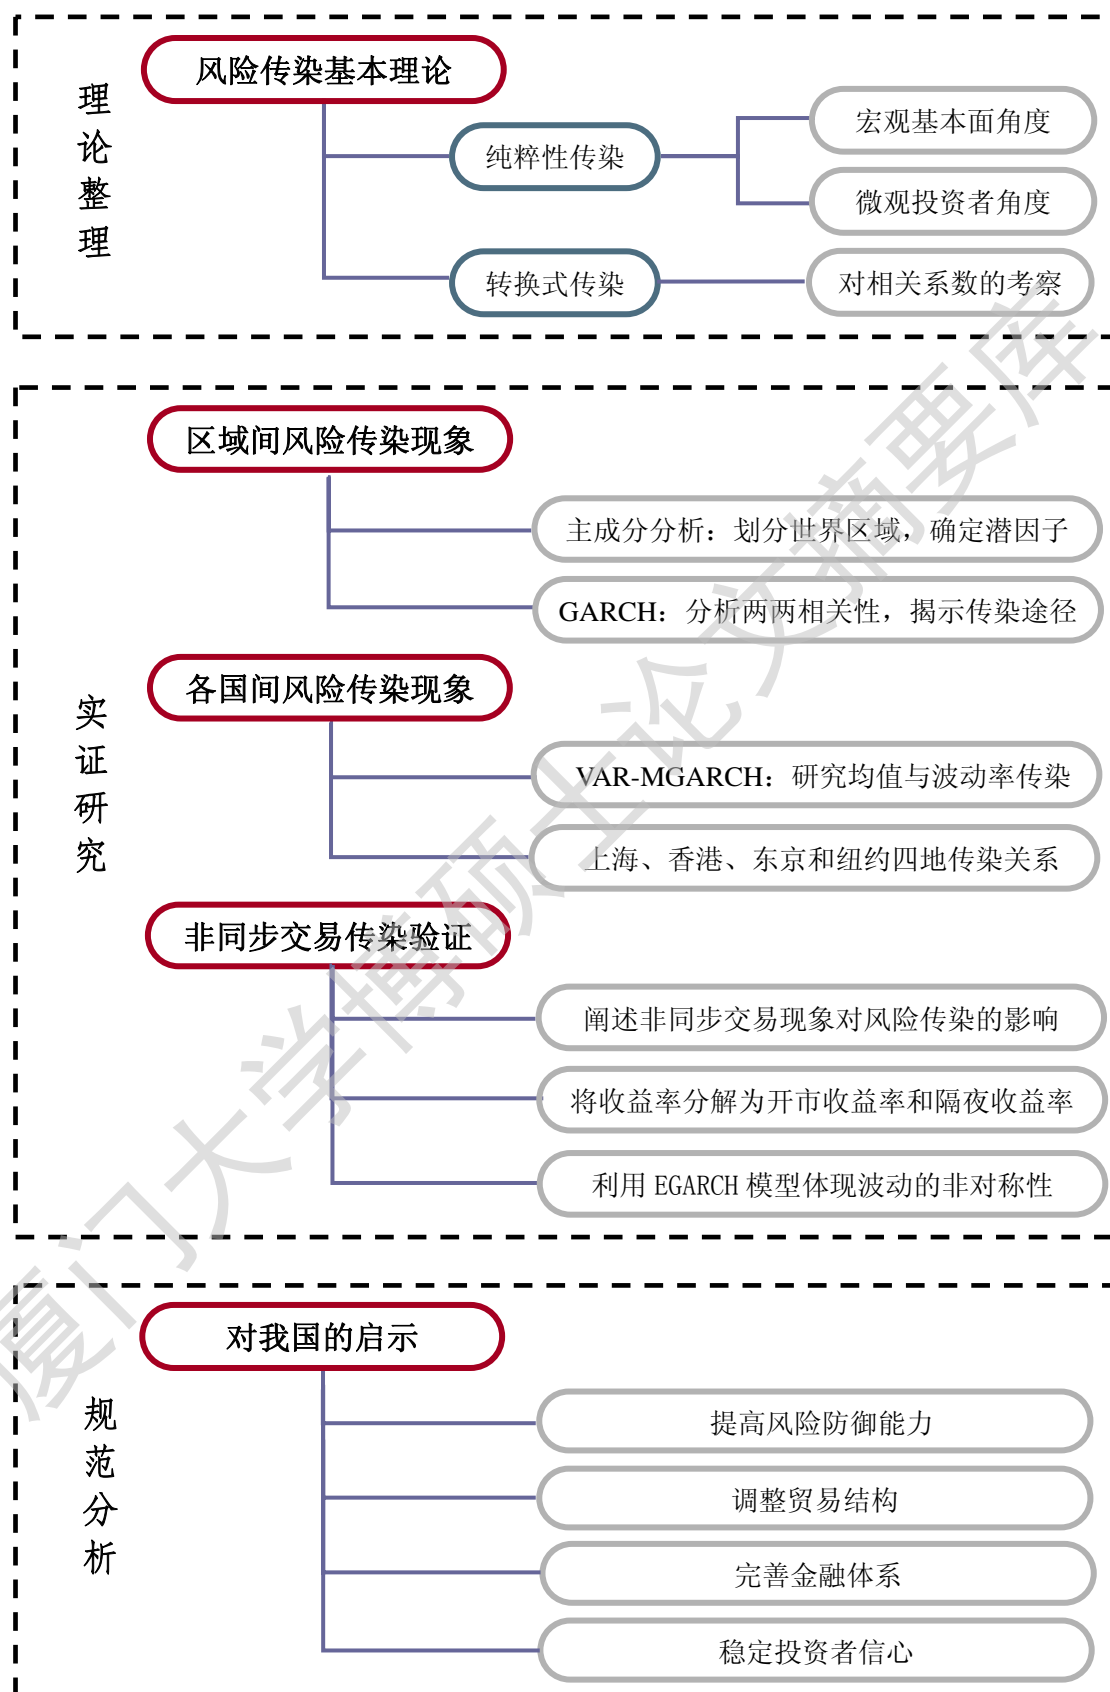 理论整理
风险传染基本理论
纯粹性传染
宏观基本面角度
微观投资者角度
转换式传染
对相关系数的考察
实证研究
区域间风险传染现象
主成分分析：划分世界区域，确定潜因子
GARCH：分析两两相关性，揭示传染途径
各国间风险传染现象
VAR-MGARCH：研究均值与波动率传染
上海、香港、东京和纽约四地传染关系
非同步交易传染验证
阐述非同步交易现象对风险传染的影响
将收益率分解为开市收益率和隔夜收益率
利用 EGARCH 模型体现波动的非对称性
规范分析
对我国的启示
提高风险防御能力
调整贸易结构
完善金融体系
稳定投资者信心
厦门大学博硕士论文摘要库